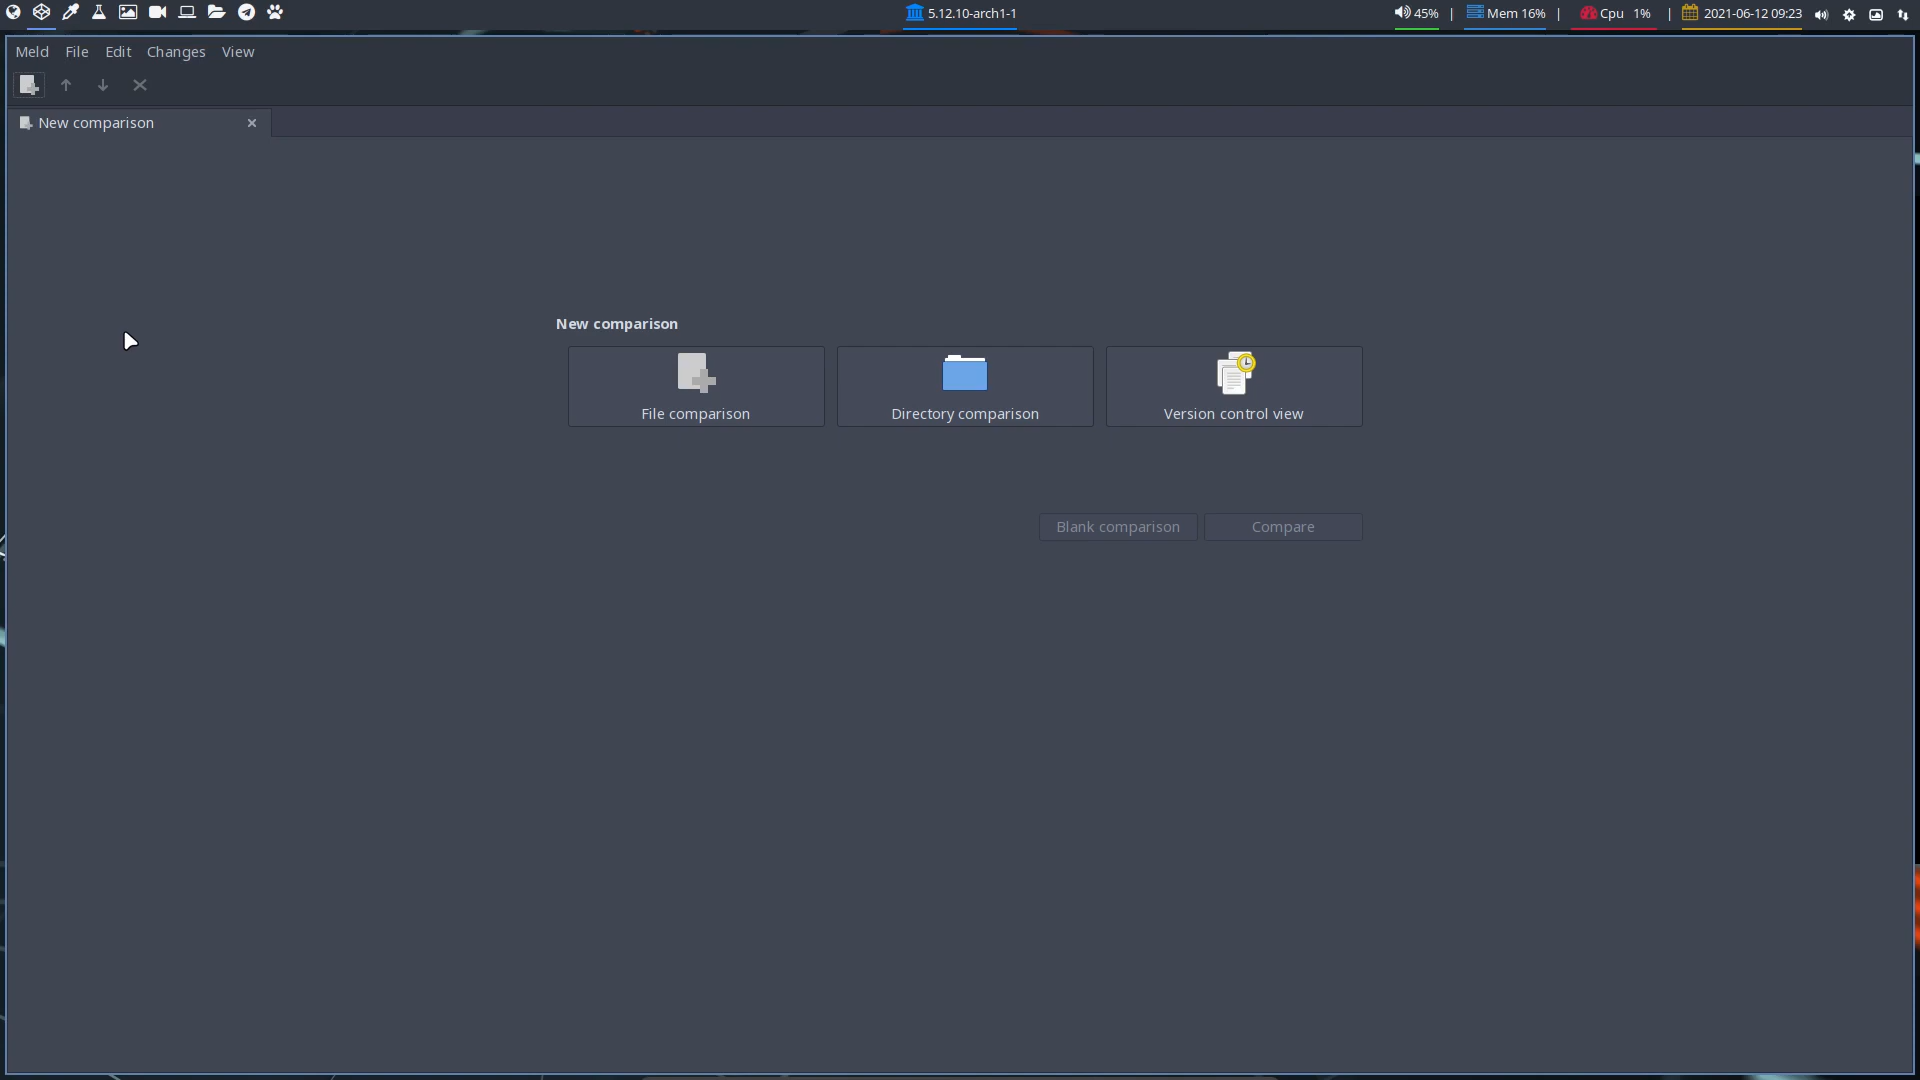 5.12.10-arch1-1
45% | Mem 16% | Cpu 1% | 2021-06-12 09:23
Meld File Edit Changes View
New comparison
New comparison
File comparison
Directory comparison
Version control view
Blank comparison
Compare